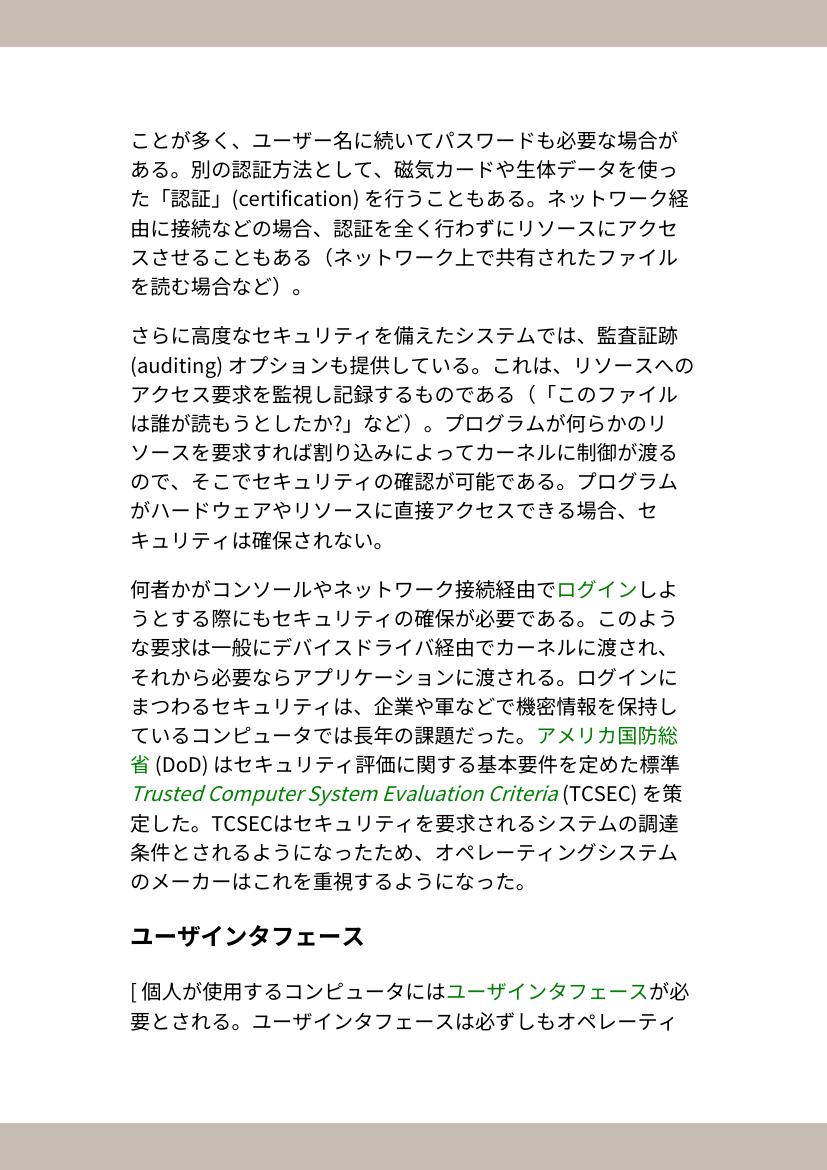 ことが多く、ユーザー名に続いてパスワードも必要な場合が
ある。別の認証方法として、磁気カードや生体データを使っ
た「認証」(certification) を行うこともある。ネットワーク経
由に接続などの場合、認証を全く行わずにリソースにアクセ
スさせることもある（ネットワーク上で共有されたファイル
を読む場合など）。
さらに高度なセキュリティを備えたシステムでは、監査証跡
(auditing) オプションも提供している。これは、リソースへの
アクセス要求を監視し記録するものである（「このファイル
は誰が読もうとしたか?」など）。プログラムが何らかのリ
ソースを要求すれば割り込みによってカーネルに制御が渡る
ので、そこでセキュリティの確認が可能である。プログラム
がハードウェアやリソースに直接アクセスできる場合、セ
キュリティは確保されない。
何者かがコンソールやネットワーク接続経由でログインしよ
うとする際にもセキュリティの確保が必要である。このよう
な要求は一般にデバイスドライバ経由でカーネルに渡され、
それから必要ならアプリケーションに渡される。ログインに
まつわるセキュリティは、企業や軍などで機密情報を保持し
ているコンピュータでは長年の課題だった。アメリカ国防総
省 (DoD) はセキュリティ評価に関する基本要件を定めた標準
Trusted Computer System Evaluation Criteria (TCSEC) を策
定した。TCSECはセキュリティを要求されるシステムの調達
条件とされるようになったため、オペレーティングシステム
のメーカーはこれを重視するようになった。
ユーザインタフェース
[ 個人が使用するコンピュータにはユーザインタフェースが必
要とされる。ユーザインタフェースは必ずしもオペレーティ